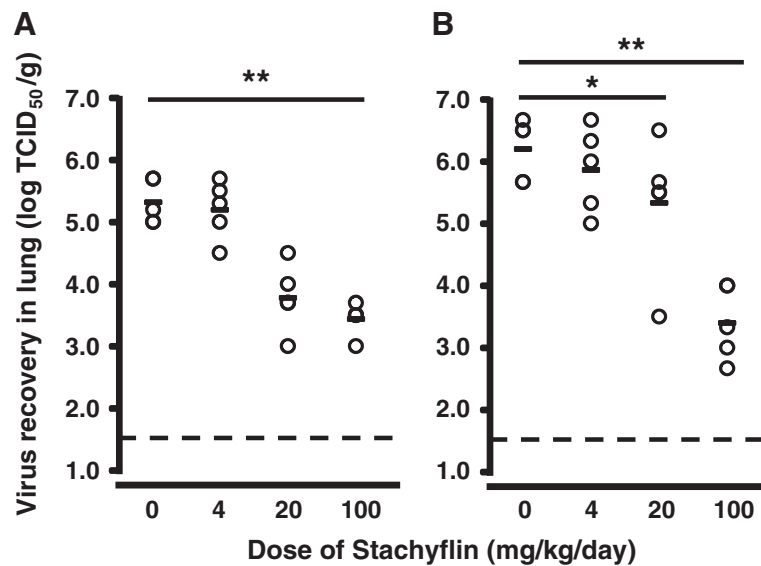 A
B
**
**
*
Virus recovery in lung (log TCID50/g)
7.0
6.0
5.0
4.0
3.0
2.0
1.0
7.0
6.0
5.0
4.0
3.0
2.0
1.0
0 4 20 100
0 4 20 100
Dose of Stachyflin (mg/kg/day)